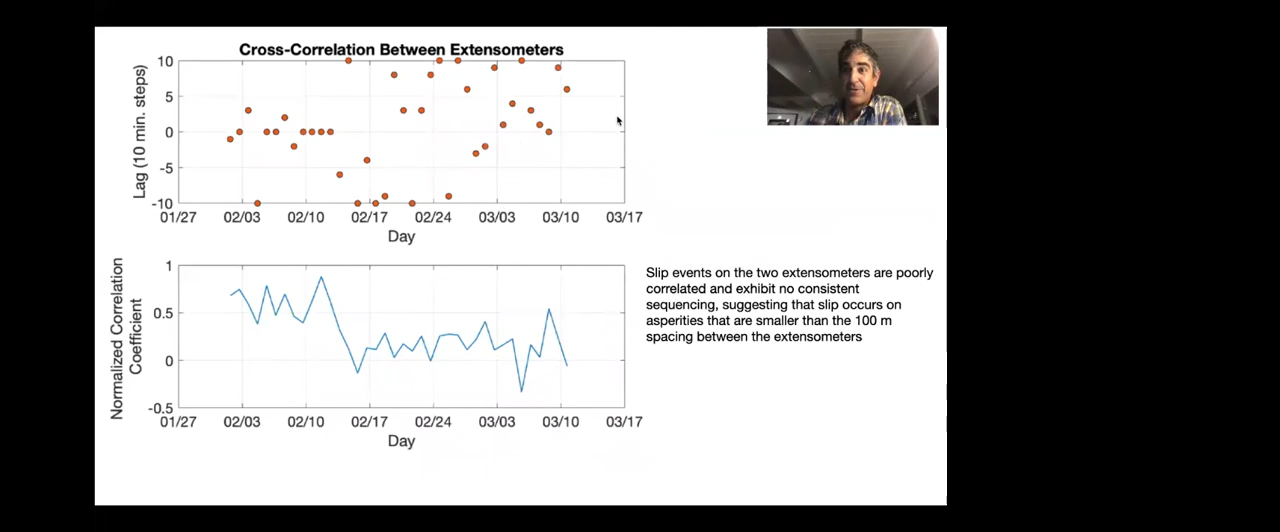 Cross-Correlation Between Extensometers
Lag (10 min. steps)
10
5
0
-5
-10
01/27 02/03 02/10 02/17 02/24 03/03 03/10 03/17
Day
Normalized Correlation
Coefficient
1
0.5
0
-0.5
01/27 02/03 02/10 02/17 02/24 03/03 03/10 03/17
Day
Slip events on the two extensometers are poorly
correlated and exhibit no consistent
sequencing, suggesting that slip occurs on
asperities that are smaller than the 100 m
spacing between the extensometers